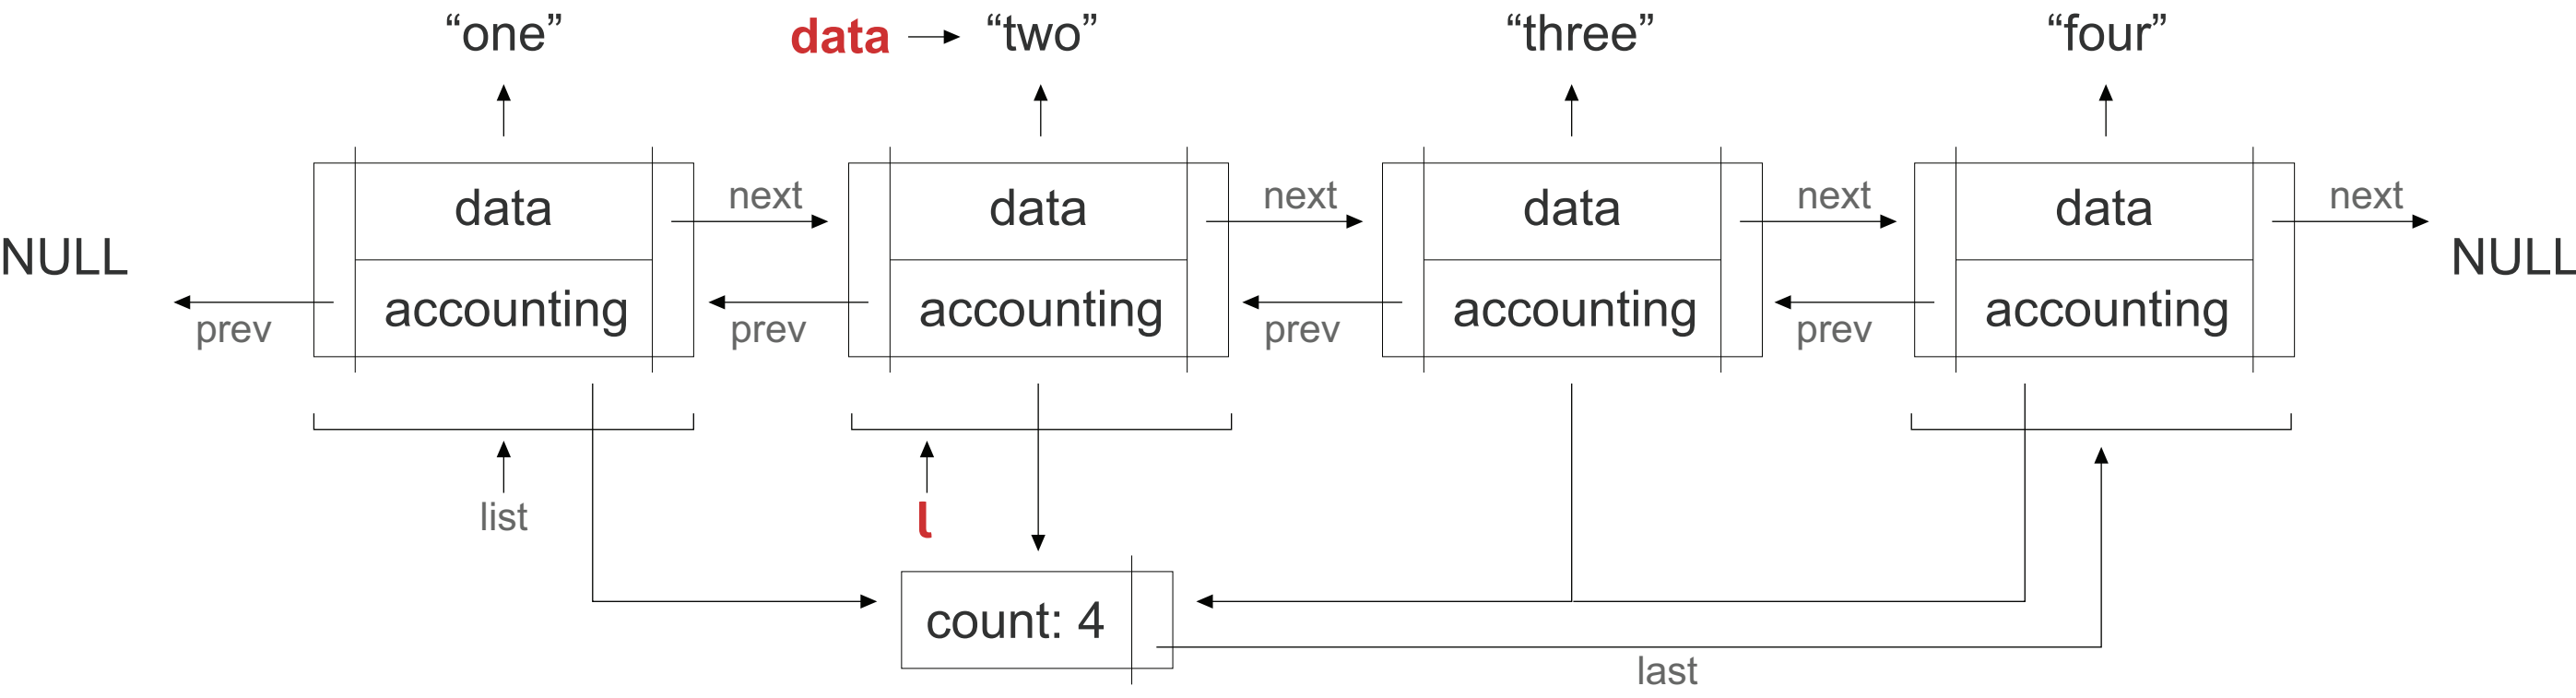 “one” data “two” “three” “four”
data data data data
next next next next
NULL NULL
accounting accounting accounting accounting
prev prev prev prev
list l
count: 4
last